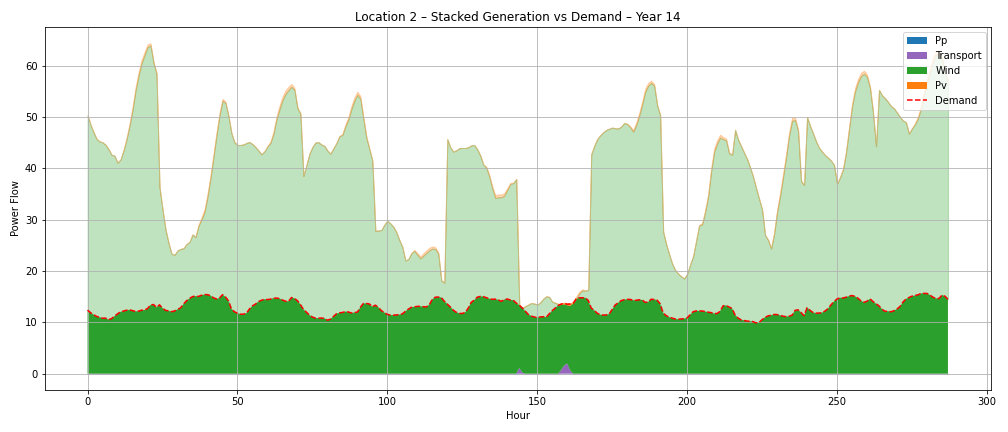 Location 2 – Stacked Generation vs Demand – Year 14
Power Flow
60
50
40
30
20
10
0
0 50 100 150 200 250 300
Hour
Pp
Transport
Wind
Pv
Demand